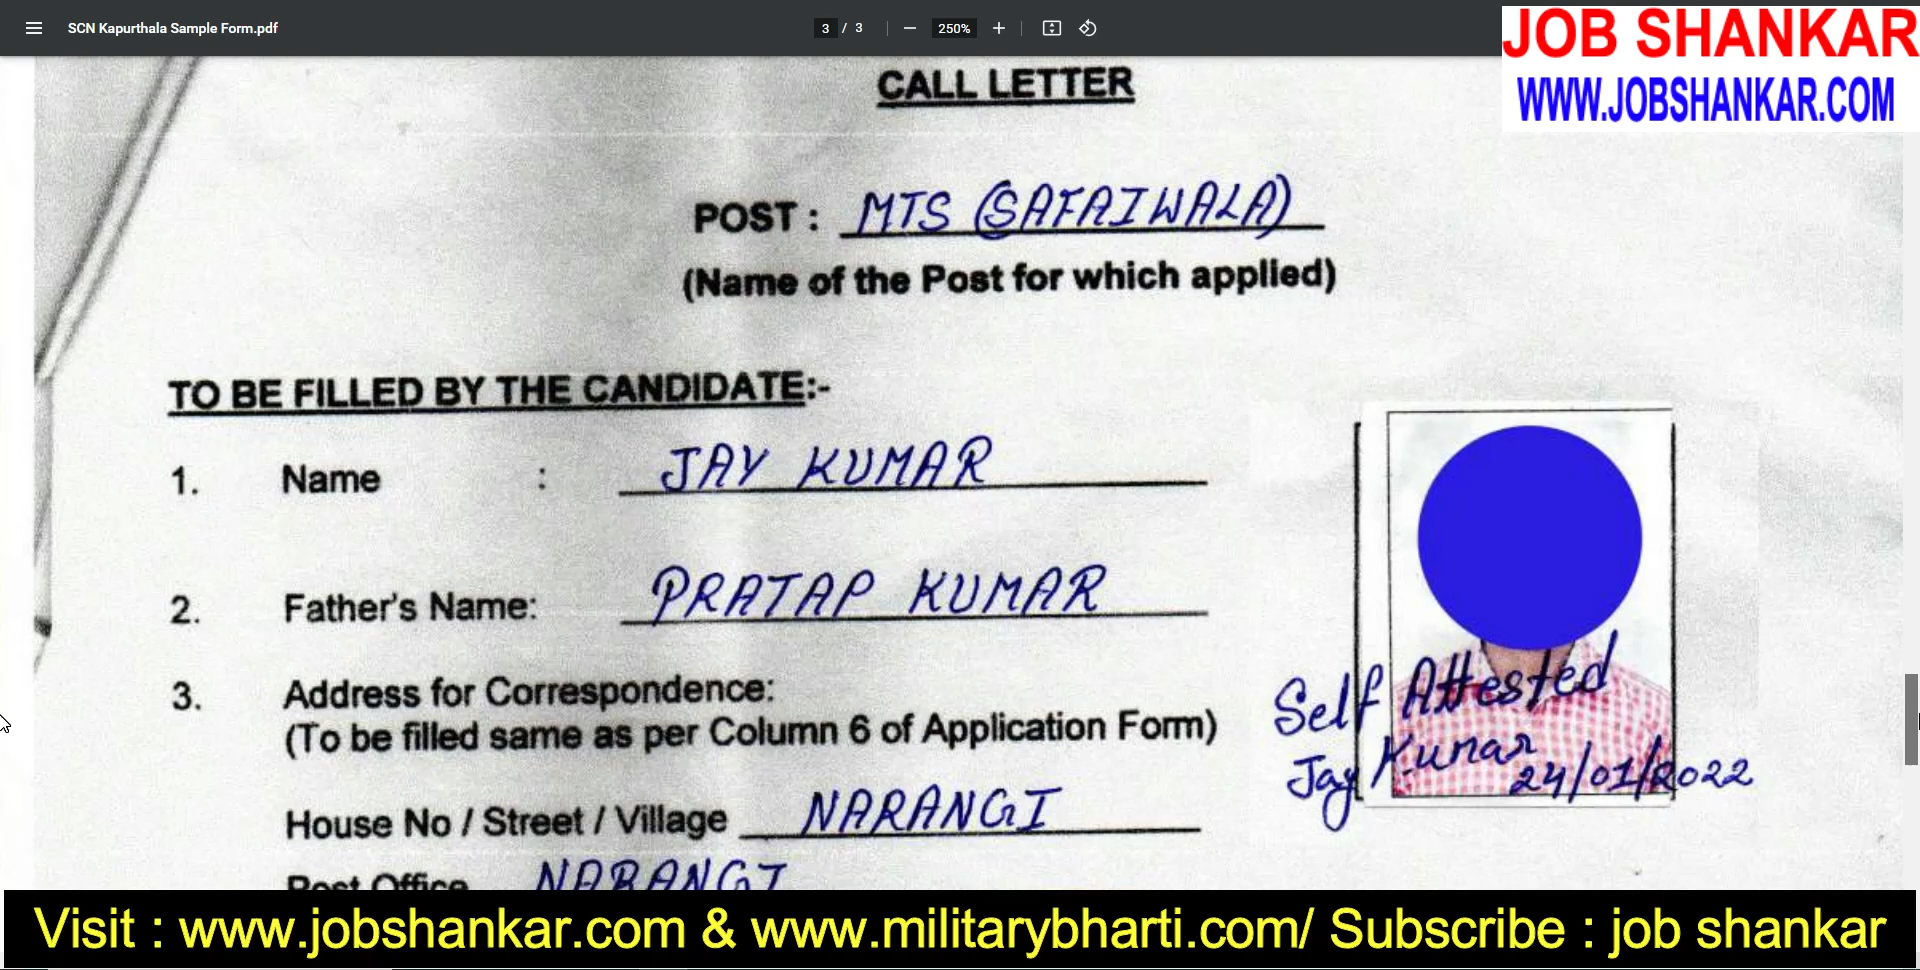 SCN Kapurthala Sample Form.pdf
3 / 3
250%
JOB SHANKAR
WWW.JOBSHANKAR.COM
CALL LETTER
POST : MTS (SAFAIWALA)
(Name of the Post for which applied)
TO BE FILLED BY THE CANDIDATE:-
1. Name : JAY KUMAR
2. Father's Name: PRATAP KUMAR
3. Address for Correspondence:
(To be filled same as per Column 6 of Application Form)
Self Attested
Jay Kumar
24/01/2022
House No / Street / Village NARANGI
Post Office NARANGI
Visit : www.jobshankar.com & www.militarybharti.com/ Subscribe : job shankar